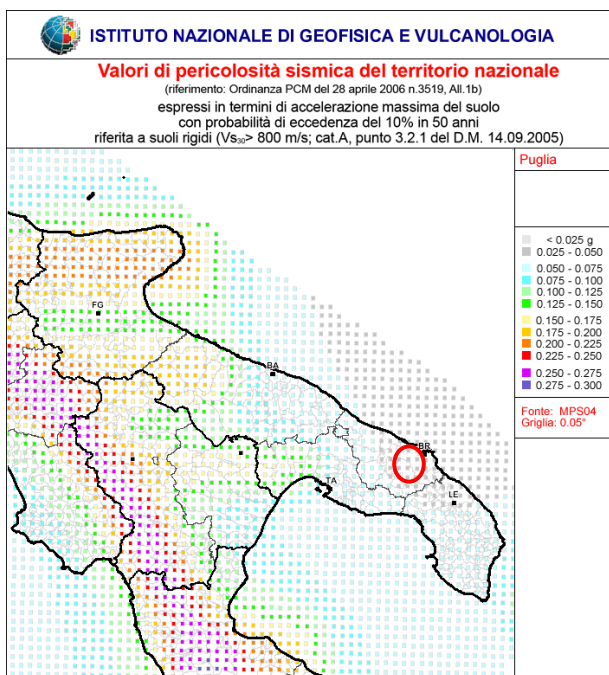 ISTITUTO NAZIONALE DI GEOFISICA E VULCANOLOGIA
Valori di pericolosità sismica del territorio nazionale
(riferimento: Ordinanza PCM del 28 aprile 2006 n.3519, All.1b)
espressi in termini di accelerazione massima del suolo
con probabilità di eccedenza del 10% in 50 anni
riferita a suoli rigidi (Vs₃₀> 800 m/s; cat.A, punto 3.2.1 del D.M. 14.09.2005)
Puglia
< 0.025 g
0.025 - 0.050
0.050 - 0.075
0.075 - 0.100
0.100 - 0.125
0.125 - 0.150
0.150 - 0.175
0.175 - 0.200
0.200 - 0.225
0.225 - 0.250
0.250 - 0.275
0.275 - 0.300
Fonte: MPS04
Griglia: 0.05°
FG
BA
BR
TA
LE